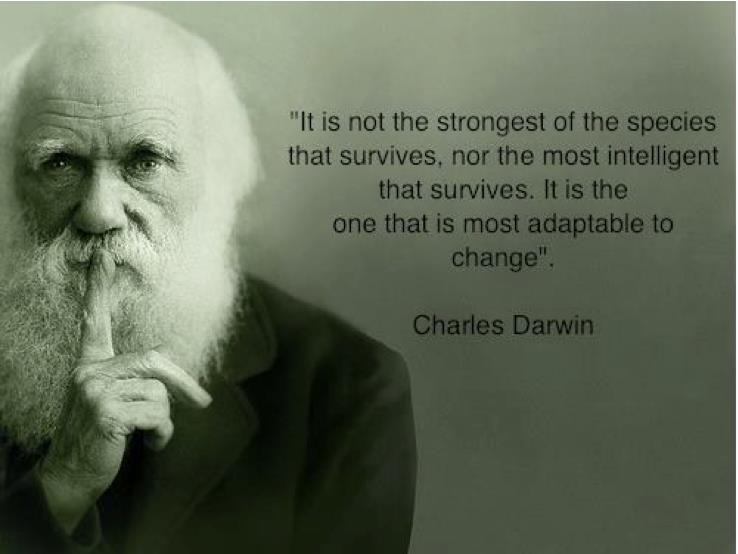 "It is not the strongest of the species
that survives, nor the most intelligent
that survives. It is the
one that is most adaptable to
change".
Charles Darwin